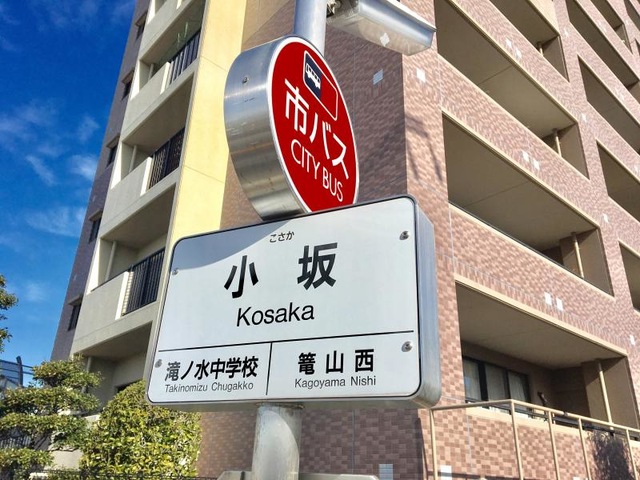 市バス
CITY BUS
こさか
小坂
Kosaka
滝ノ水中学校
Takinomizu Chugakko
篭山西
Kagoyama Nishi